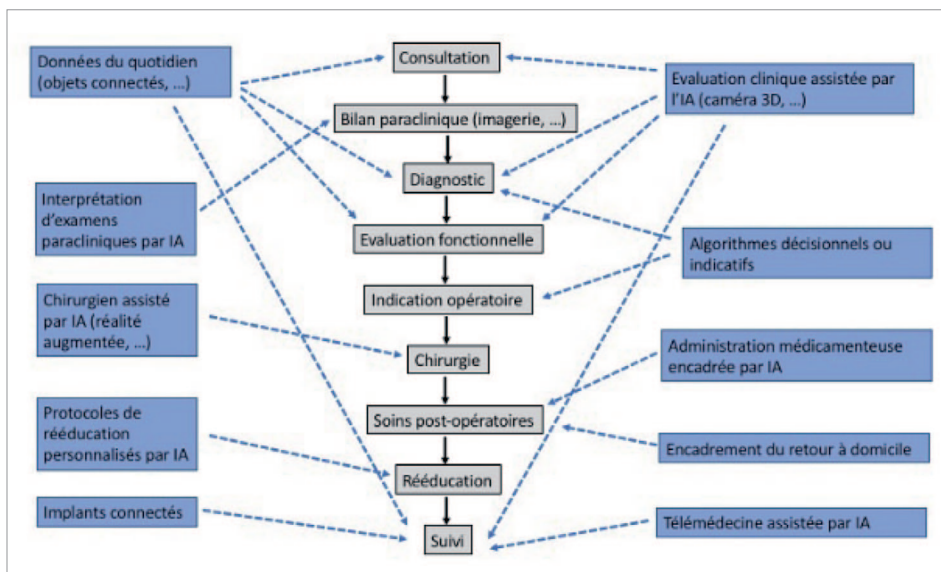 Données du quotidien
(objets connectés, ...)
Consultation
Evaluation clinique assistée par
l'IA (caméra 3D, ...)
Bilan paraclinique (imagerie, ...)
Diagnostic
Interprétation
d'examens
paracliniques par IA
Evaluation fonctionnelle
Algorithmes décisionnels ou
indicatifs
Indication opératoire
Chirurgien assisté
par IA (réalité
augmentée, ...)
Chirurgie
Administration médicamenteuse
encadrée par IA
Soins post-opératoires
Protocoles de
rééducation
personnalisés par IA
Encadrement du retour à domicile
Rééducation
Implants connectés
Télémédecine assistée par IA
Suivi